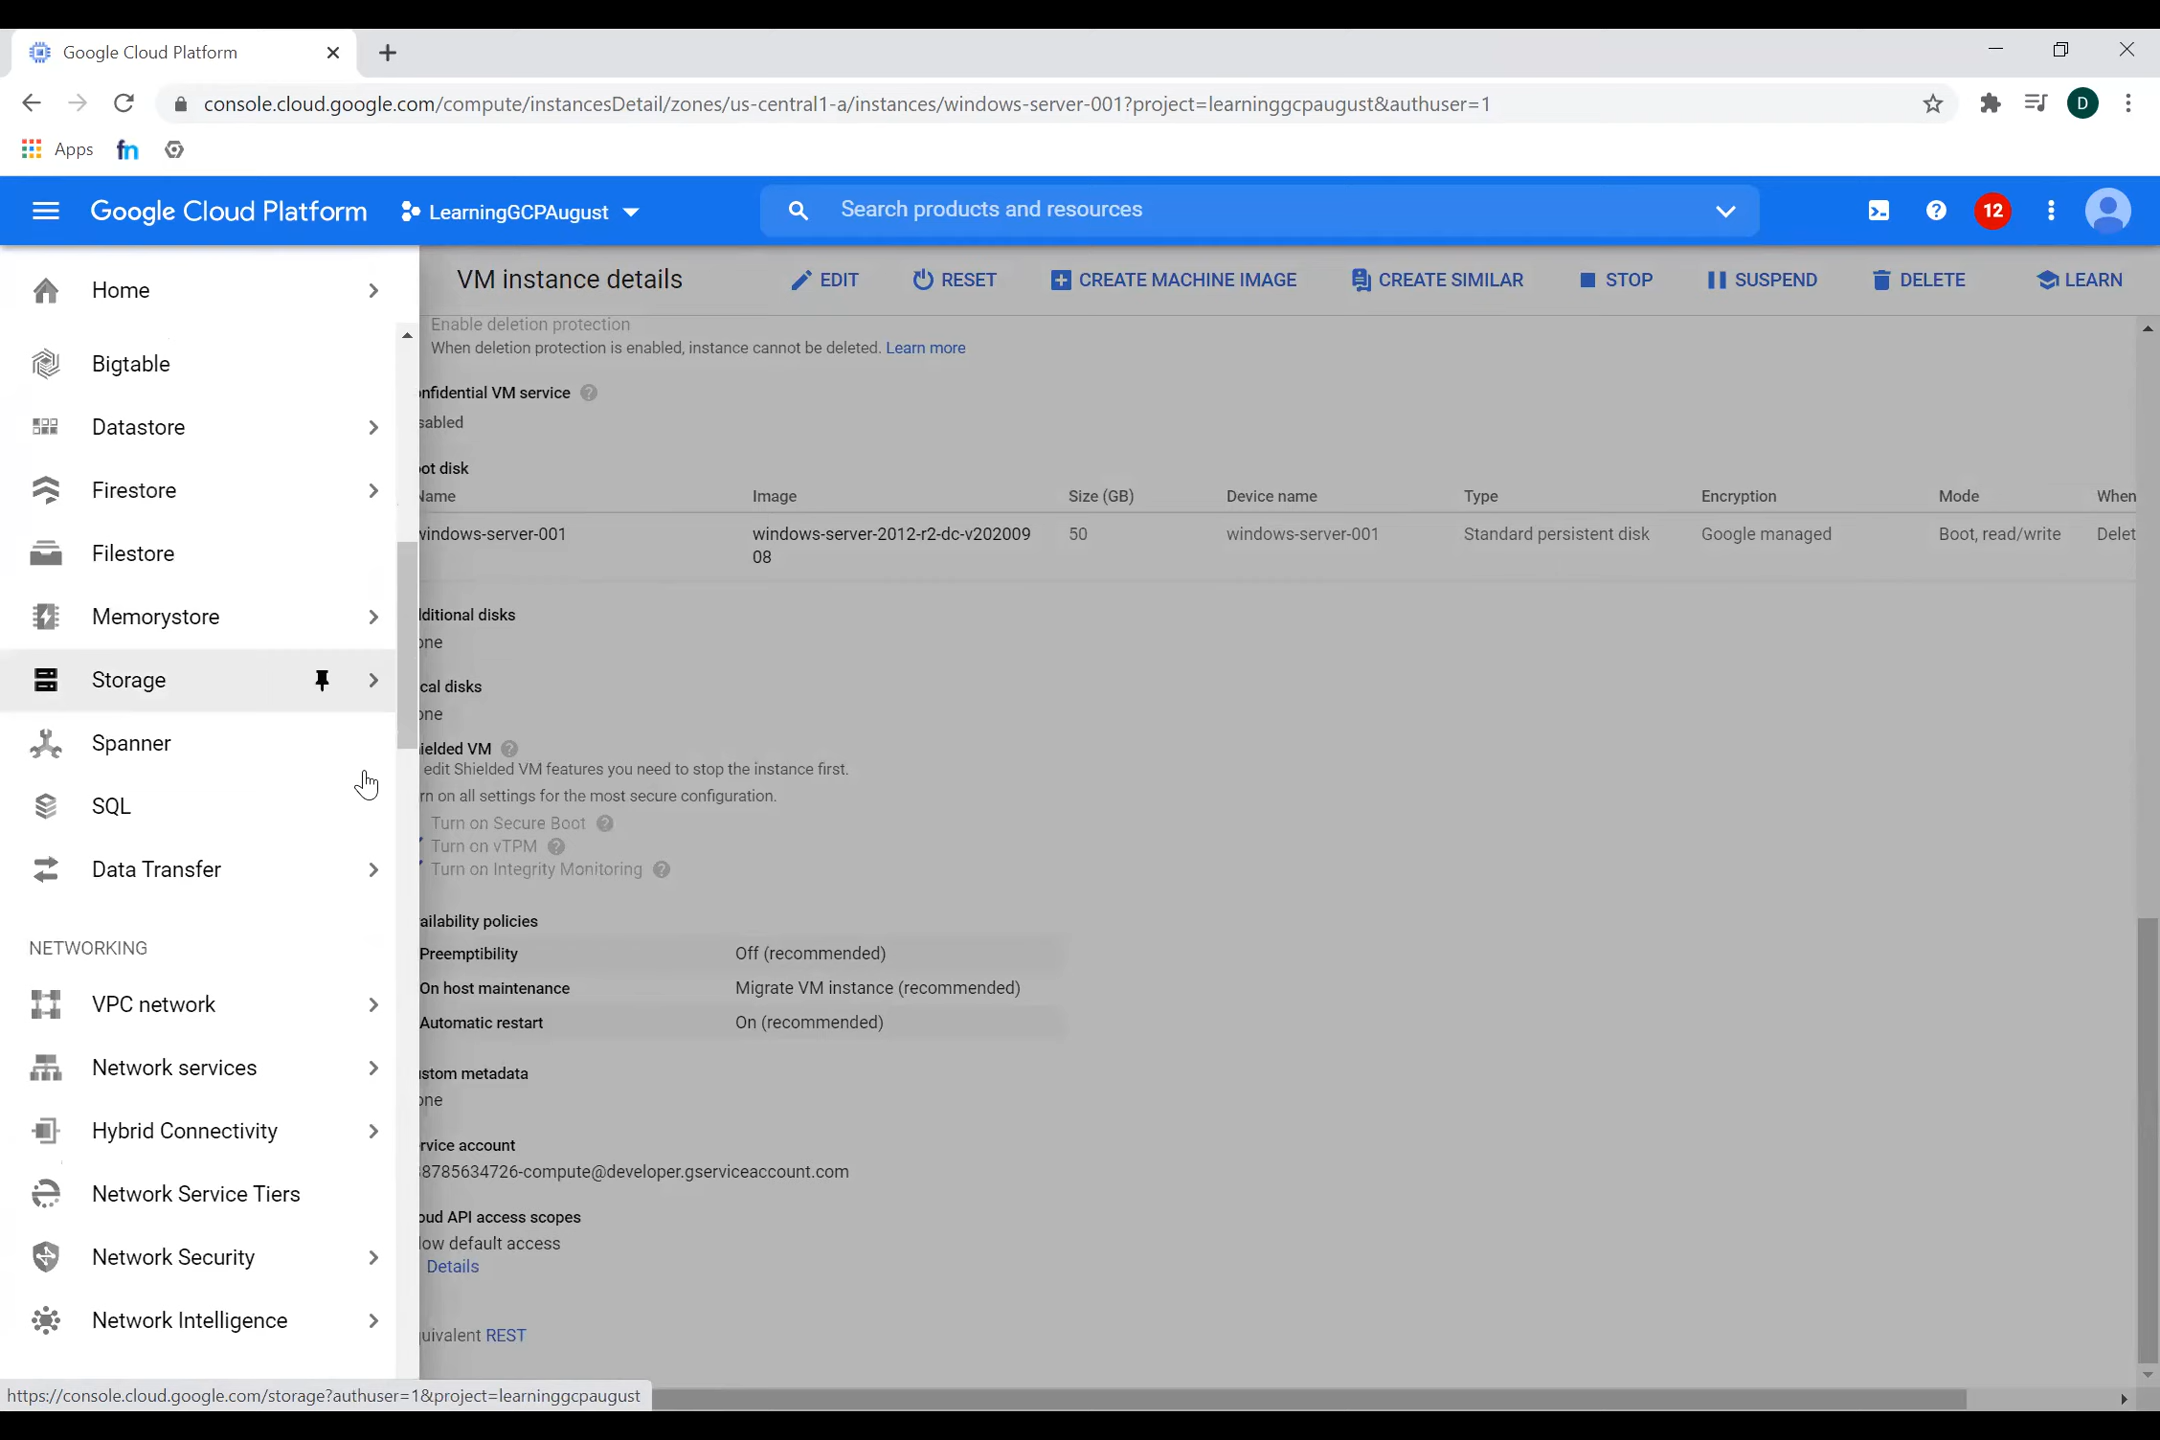 Google Cloud Platform
console.cloud.google.com/compute/instancesDetail/zones/us-central1-a/instances/windows-server-001?project=learninggcpaugust&authuser=1
D
Apps
fn
Google Cloud Platform
LearningGCPAugust
Search products and resources
12
Home
VM instance details
EDIT
RESET
CREATE MACHINE IMAGE
CREATE SIMILAR
STOP
SUSPEND
DELETE
LEARN
Bigtable
Datastore
Firestore
Filestore
Memorystore
Storage
Spanner
SQL
Data Transfer
NETWORKING
VPC network
Network services
Hybrid Connectivity
Network Service Tiers
Network Security
Network Intelligence
Enable deletion protection
When deletion protection is enabled, instance cannot be deleted. Learn more
onfidential VM service
sabled
ot disk
Name Image Size (GB) Device name Type Encryption Mode When
windows-server-001 windows-server-2012-r2-dc-v202009 50 windows-server-001 Standard persistent disk Google managed Boot, read/write Delet
08
ditional disks
one
cal disks
one
ielded VM
edit Shielded VM features you need to stop the instance first.
rn on all settings for the most secure configuration.
Turn on Secure Boot
Turn on vTPM
Turn on Integrity Monitoring
ailability policies
Preemptibility Off (recommended)
On host maintenance Migrate VM instance (recommended)
Automatic restart On (recommended)
stom metadata
one
rvice account
8785634726-compute@developer.gserviceaccount.com
oud API access scopes
low default access
Details
quivalent REST
https://console.cloud.google.com/storage?authuser=1&project=learninggcpaugust